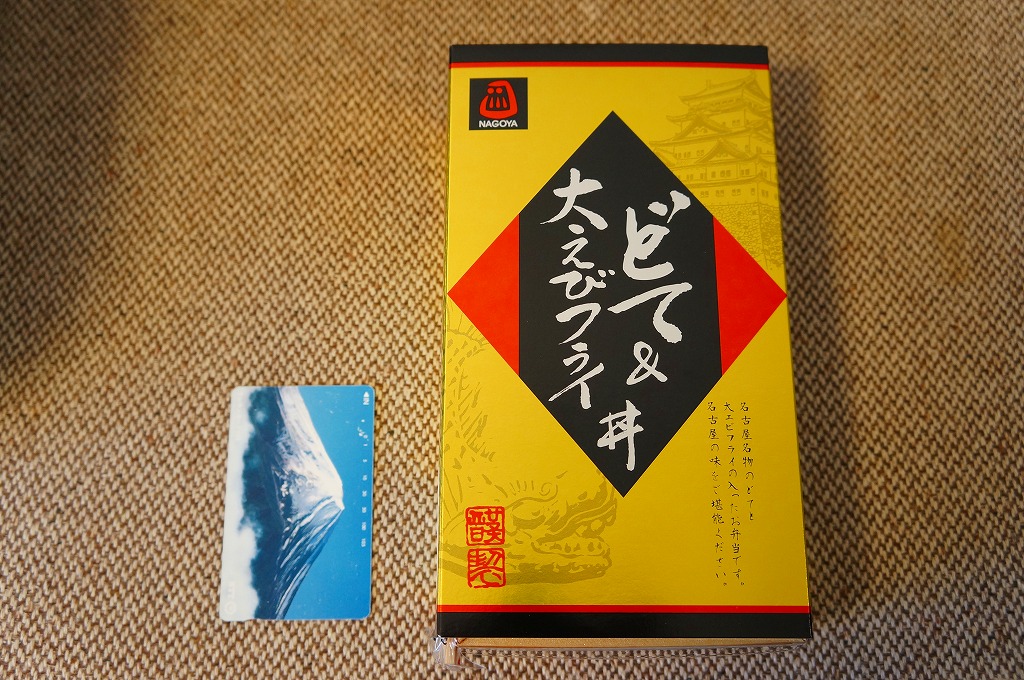 NAGOYA
どて&
大えびフライ
丼
名古屋名物のどてと
大エビフライの入ったお弁当です。
名古屋の味をご堪能ください。